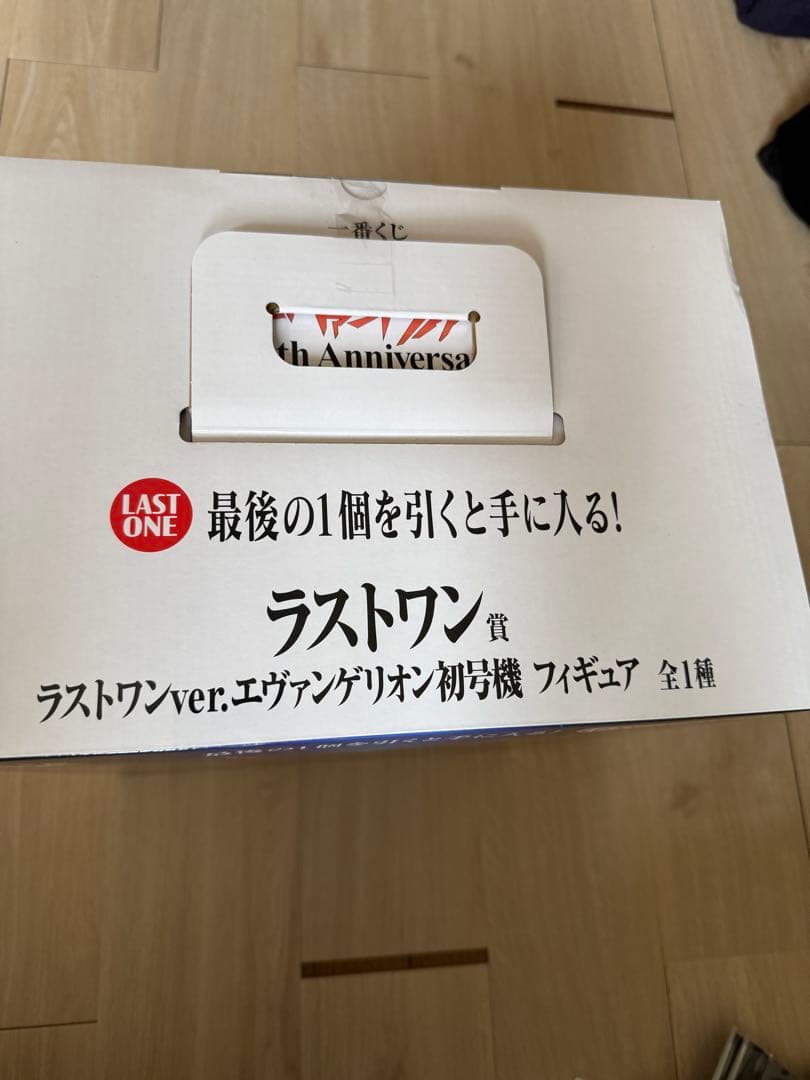 一番くじ
th Anniversa
LAST
ONE
最後の1個を引くと手に入る!
ラストワン賞
ラストワンver.エヴァンゲリオン初号機 フィギュア 全1種